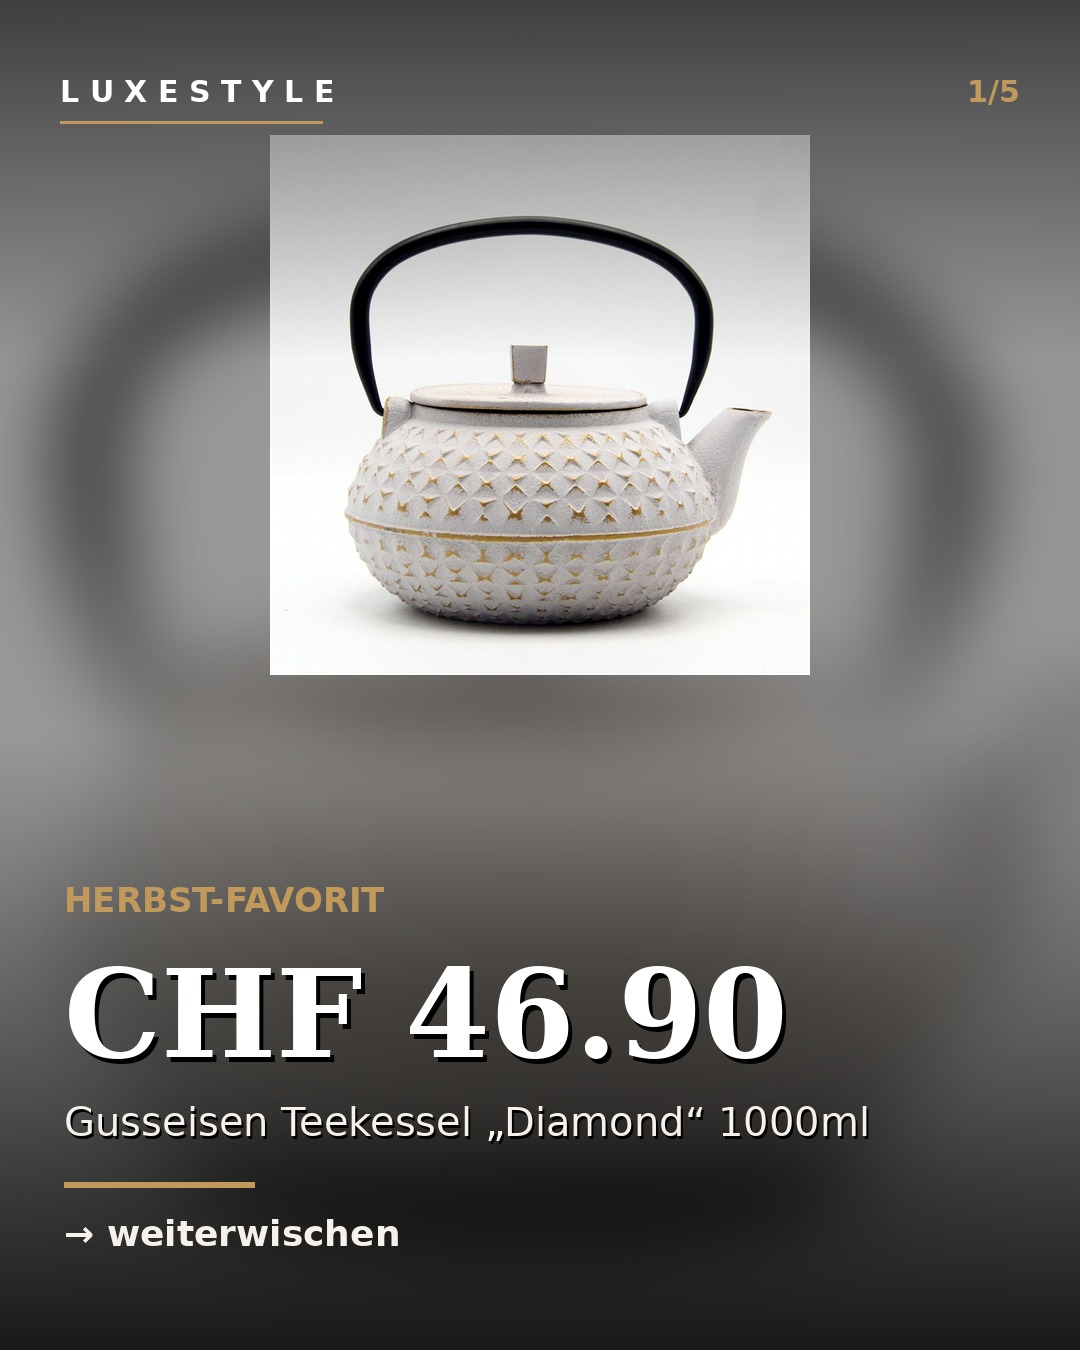 LUXESTYLE
1/5
HERBST-FAVORIT
CHF 46.90
Gusseisen Teekessel „Diamond“ 1000ml
→ weiterwischen